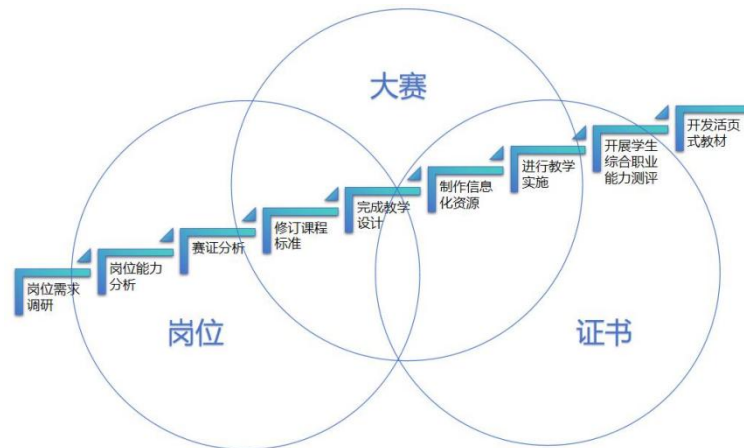 大赛
岗位
证书
岗位需求
调研
岗位能力
分析
赛证分析
修订课程
标准
完成教学
设计
制作信息
化资源
进行教学
实施
开展学生
综合职业
能力测评
开发活页
式教材